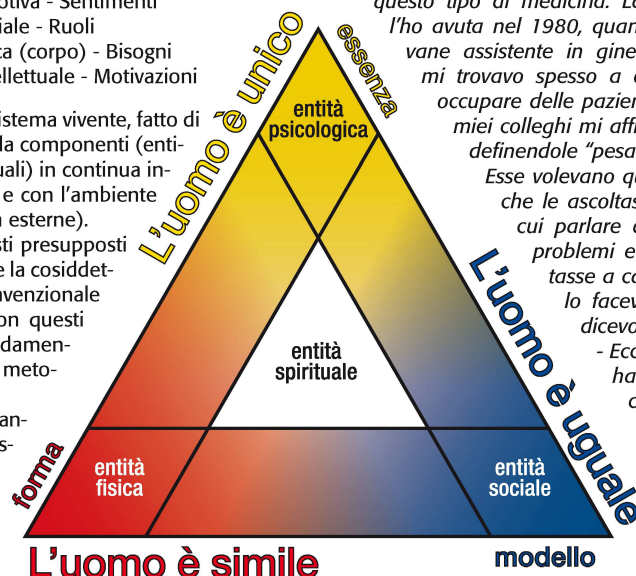 otiva - Sentimenti
iale - Ruoli
ca (corpo) - Bisogni
ellettuale - Motivazioni
istema vivente, fatto di
da componenti (enti-
uali) in continua in-
e con l'ambiente
esterne).
sti presupposti
e la cosiddet-
nvenzionale
on questi
damen-
meto-
an-
s-
questo tipo di medicina. La
l'ho avuta nel 1980, quan
vane assistente in gine
mi trovavo spesso a
occupare delle pazien
miei colleghi mi affi
definendole "pesa
Esse volevano qu
che le ascoltas
cui parlare
problemi e
tasse a co
lo facev
dicevo
- Ecc
ha
L'uomo è unico
essenza
entità
psicologica
L'uomo è uguale
entità
spirituale
forma
entità
fisica
entità
sociale
L'uomo è simile
modello